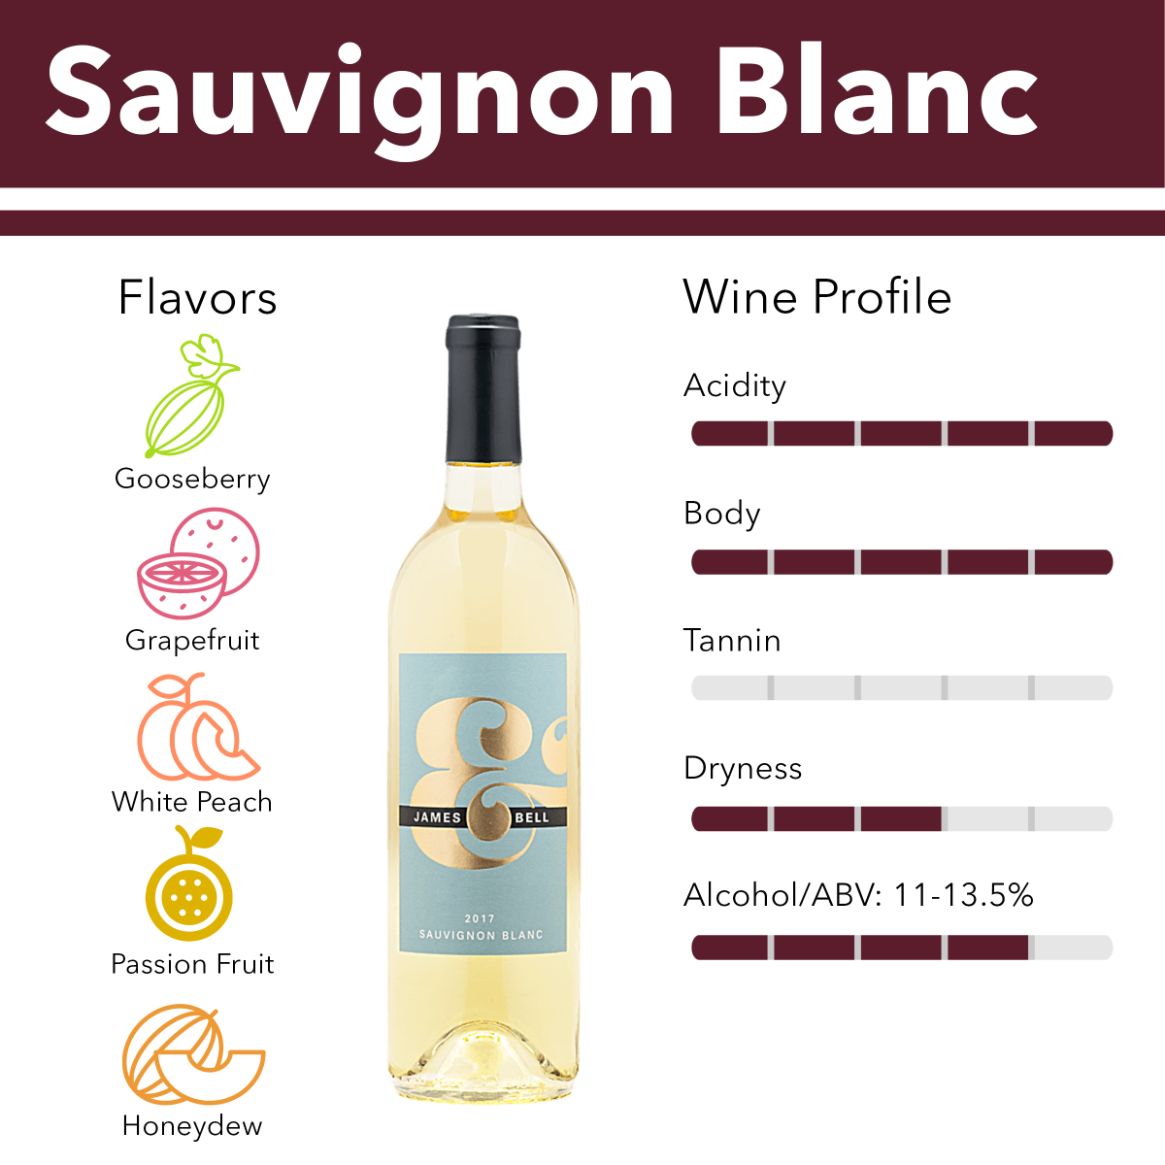 Sauvignon Blanc
Flavors
Gooseberry
Grapefruit
White Peach
Passion Fruit
Honeydew
JAMES BELL
2017
SAUVIGNON BLANC
Wine Profile
Acidity
Body
Tannin
Dryness
Alcohol/ABV: 11-13.5%